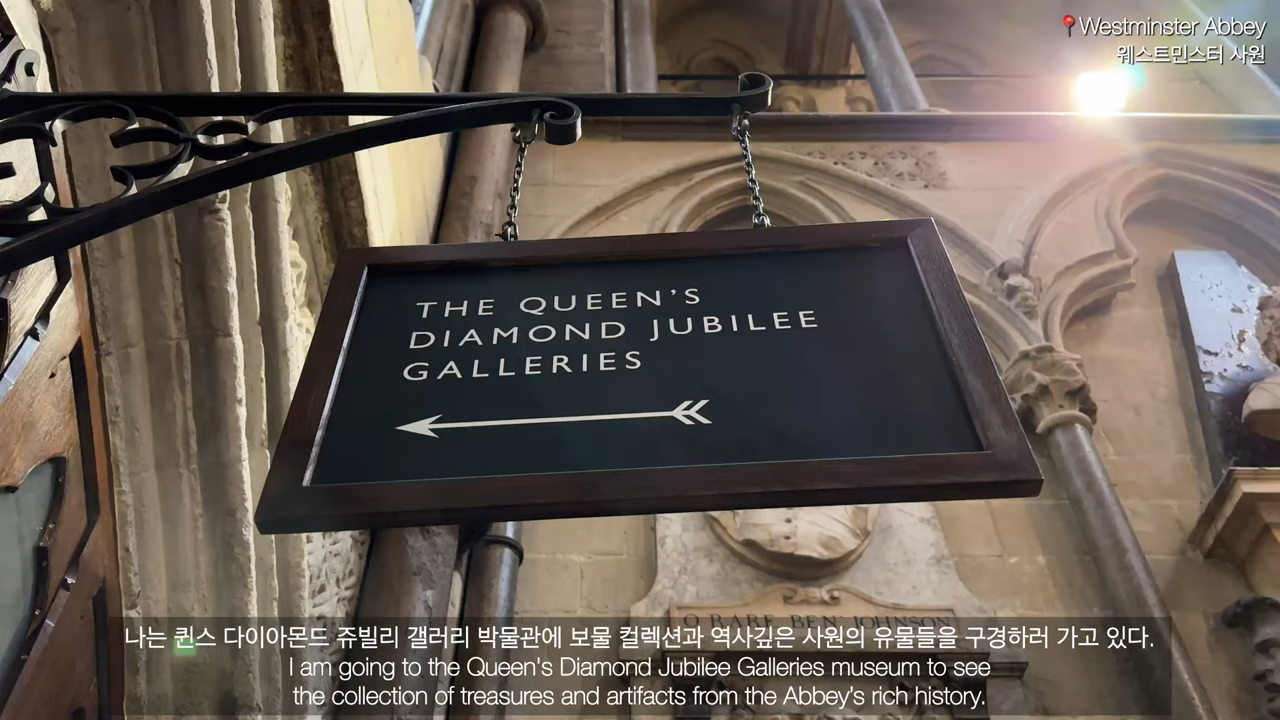 📍Westminster Abbey
웨스트민스터 사원
THE QUEEN'S
DIAMOND JUBILEE
GALLERIES
O RARE BEN JOHNSON
나는 퀸스 다이아몬드 쥬빌리 갤러리 박물관에 보물 컬렉션과 역사깊은 사원의 유물들을 구경하러 가고 있다.
I am going to the Queen's Diamond Jubilee Galleries museum to see
the collection of treasures and artifacts from the Abbey's rich history.